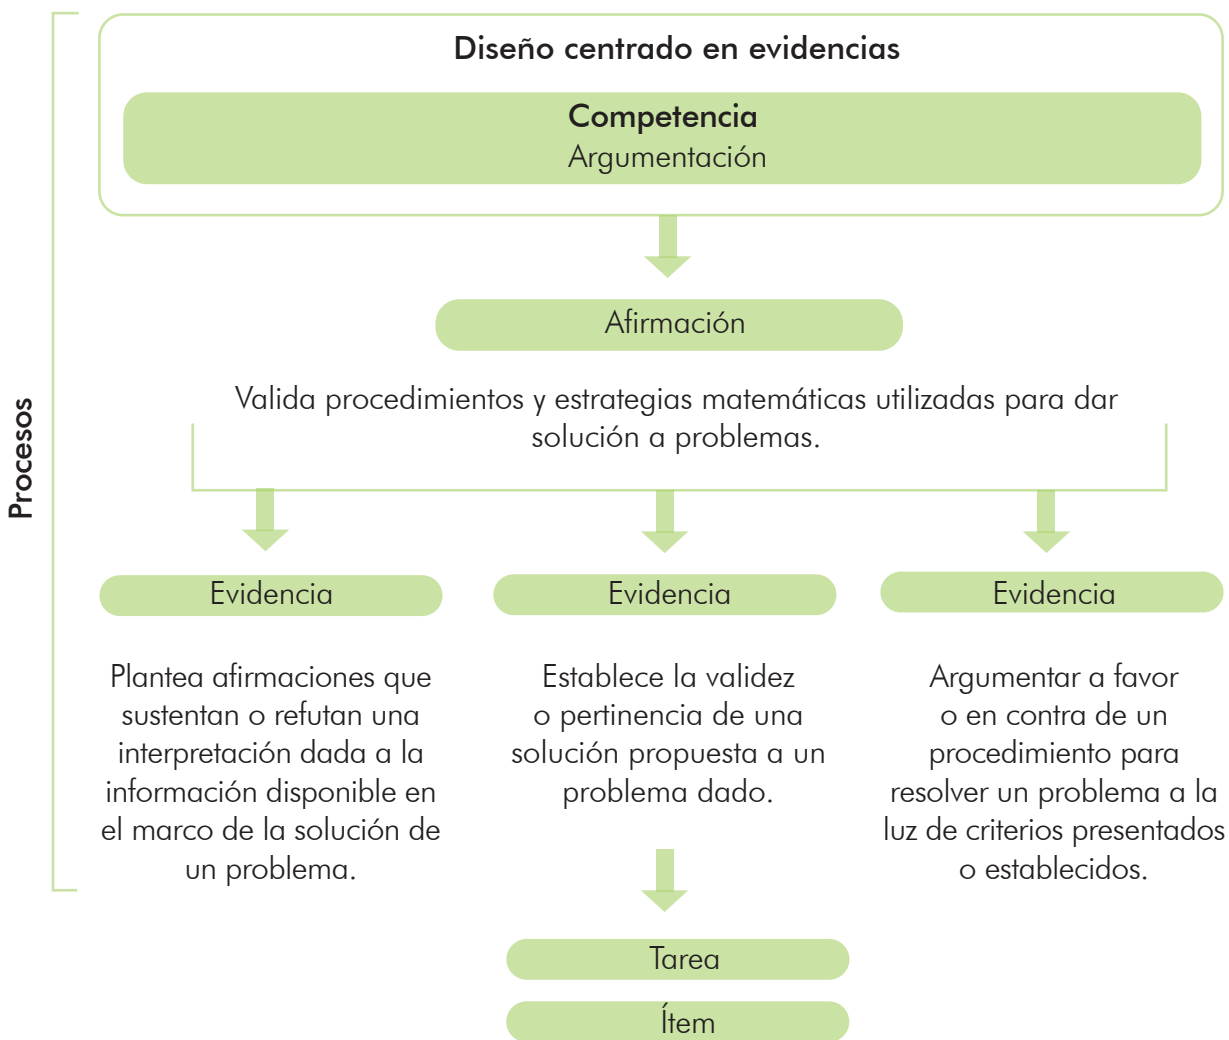 Diseño centrado en evidencias
Competencia
Argumentación
Afirmación
Valida procedimientos y estrategias matemáticas utilizadas para dar
solución a problemas.
Procesos
Evidencia
Plantea afirmaciones que
sustentan o refutan una
interpretación dada a la
información disponible en
el marco de la solución de
un problema.
Evidencia
Establece la validez
o pertinencia de una
solución propuesta a un
problema dado.
Evidencia
Argumentar a favor
o en contra de un
procedimiento para
resolver un problema a la
luz de criterios presentados
o establecidos.
Tarea
Ítem